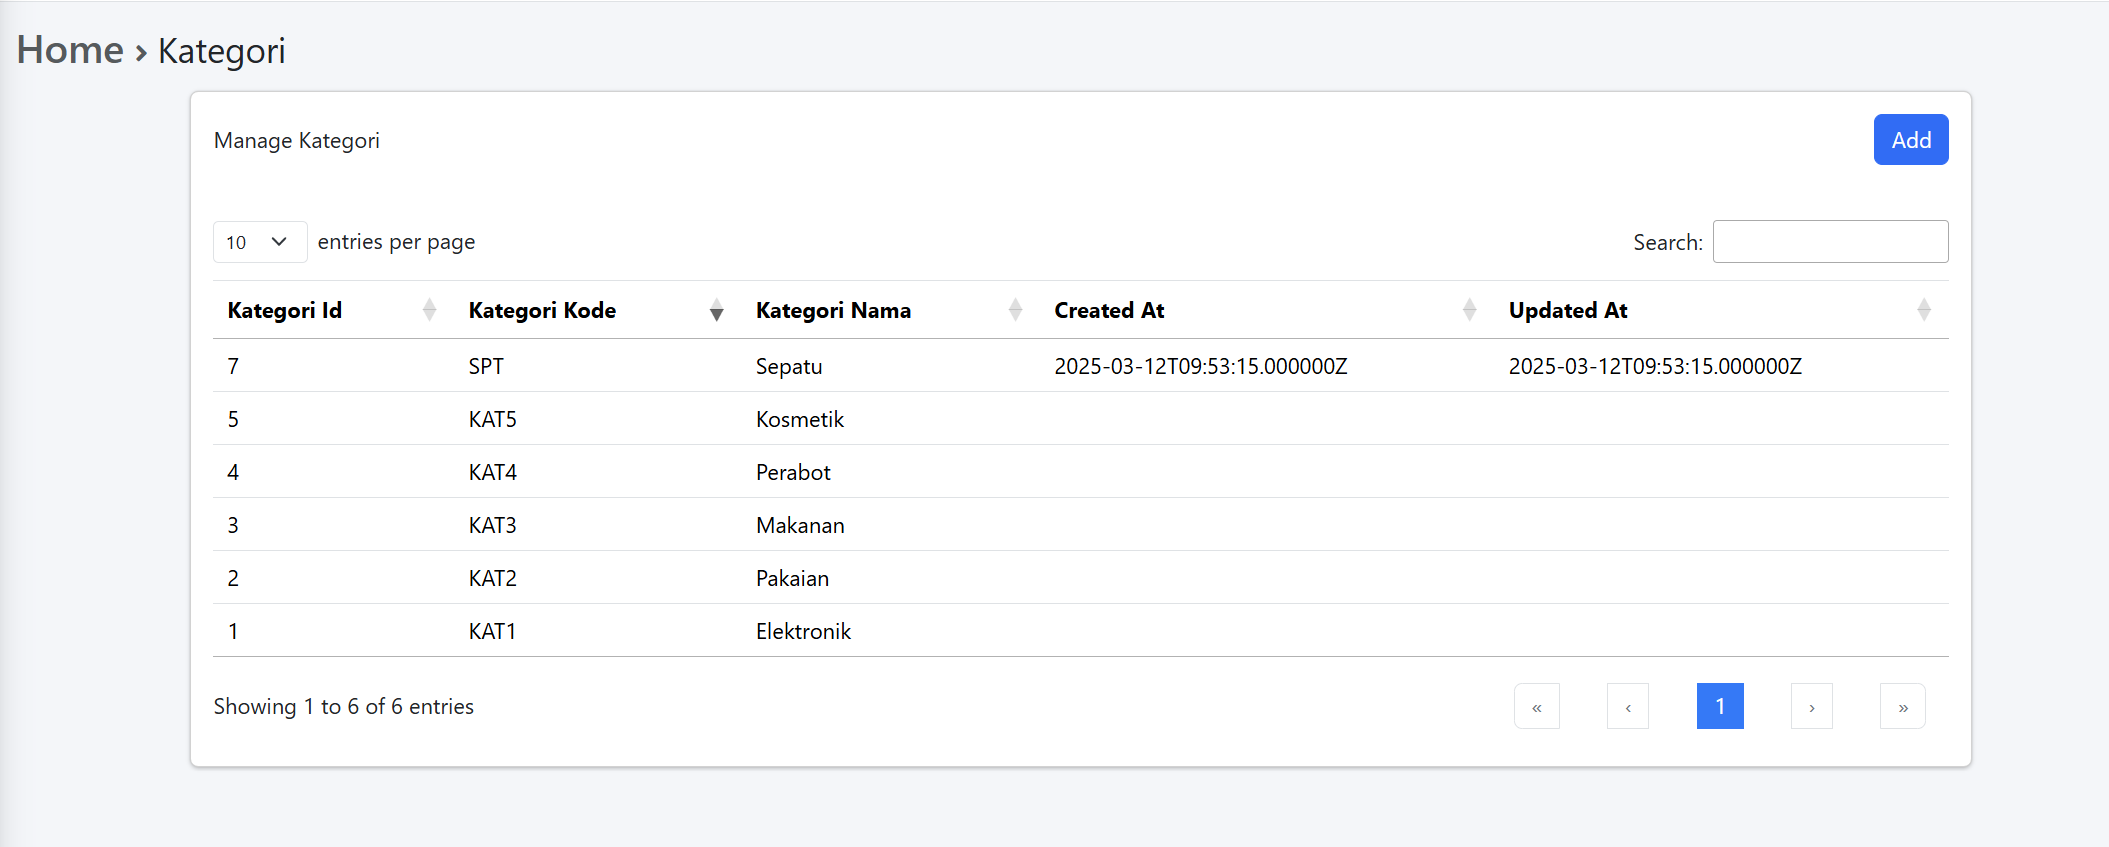 Home › Kategori
Manage Kategori
Add
10 entries per page
Search:
Kategori Id Kategori Kode Kategori Nama Created At Updated At
7 SPT Sepatu 2025-03-12T09:53:15.000000Z 2025-03-12T09:53:15.000000Z
5 KAT5 Kosmetik
4 KAT4 Perabot
3 KAT3 Makanan
2 KAT2 Pakaian
1 KAT1 Elektronik
Showing 1 to 6 of 6 entries
« ‹ 1 › »